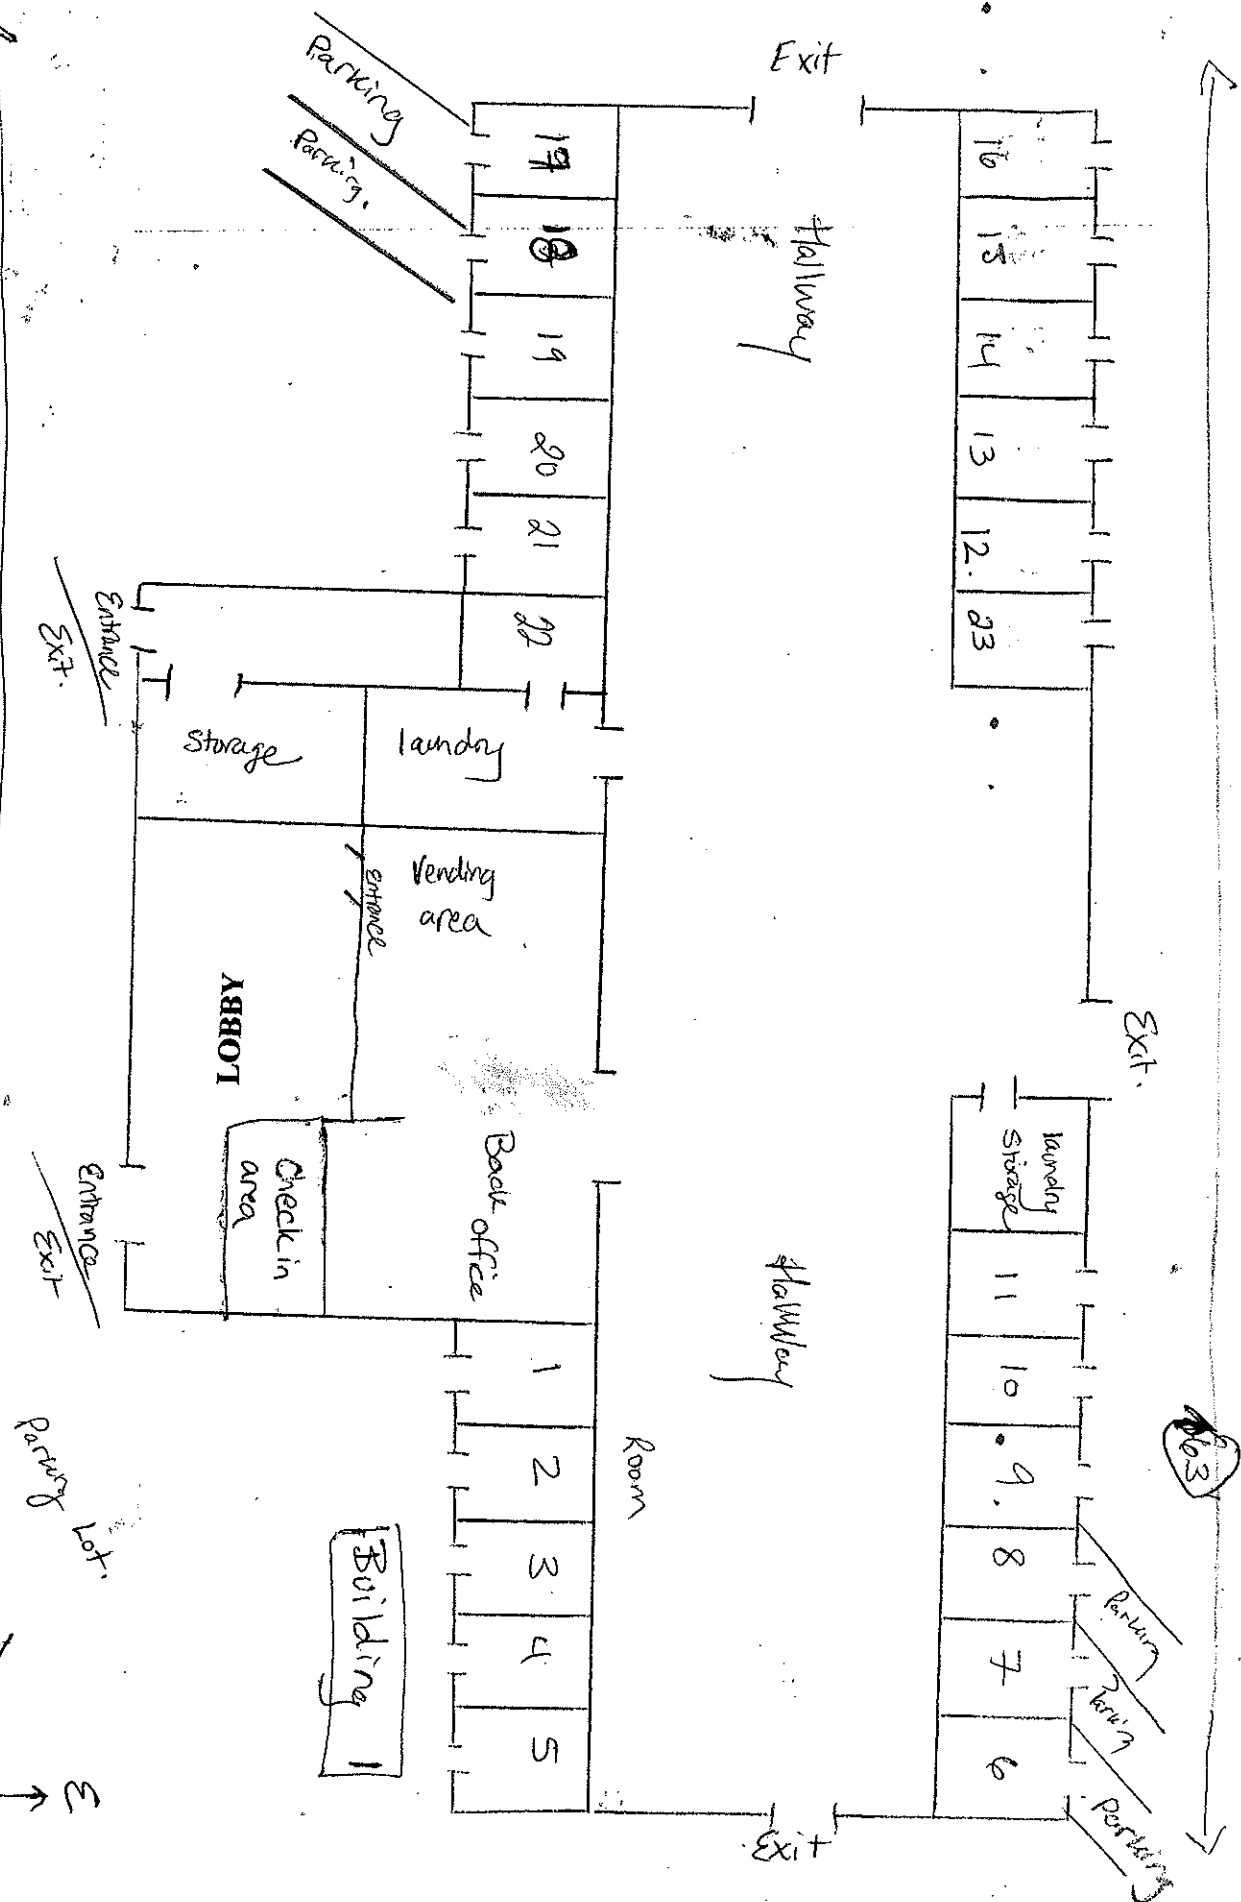 Exit
Parking
Parking.
17
18
19
20
21
22
Hallway
16
15
14
13
12.
23
Entrance
Exit.
Storage
laundry
Vending
area
Entrance
LOBBY
Check in
area
Back office
Entrance
Exit
Exit.
laundry
Storage
11
10
9.
8
7
6
Hallway
Room
1
2
3
4
5
Building 1
Parking Lot.
Parking
Parkin
parking
Exit